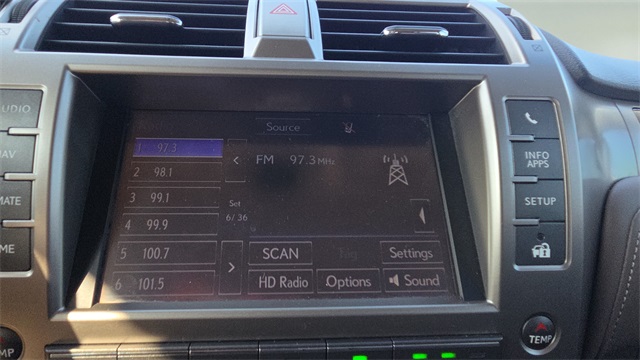 AUDIO
NAV
MATE
ME
MP
Source
1 97.3
2 98.1
3 99.1
4 99.9
5 100.7
6 101.5
FM 97.3 MHz
Set
6/36
SCAN
Settings
HD Radio
Options
Sound
INFO
APPS
SETUP
TEMP